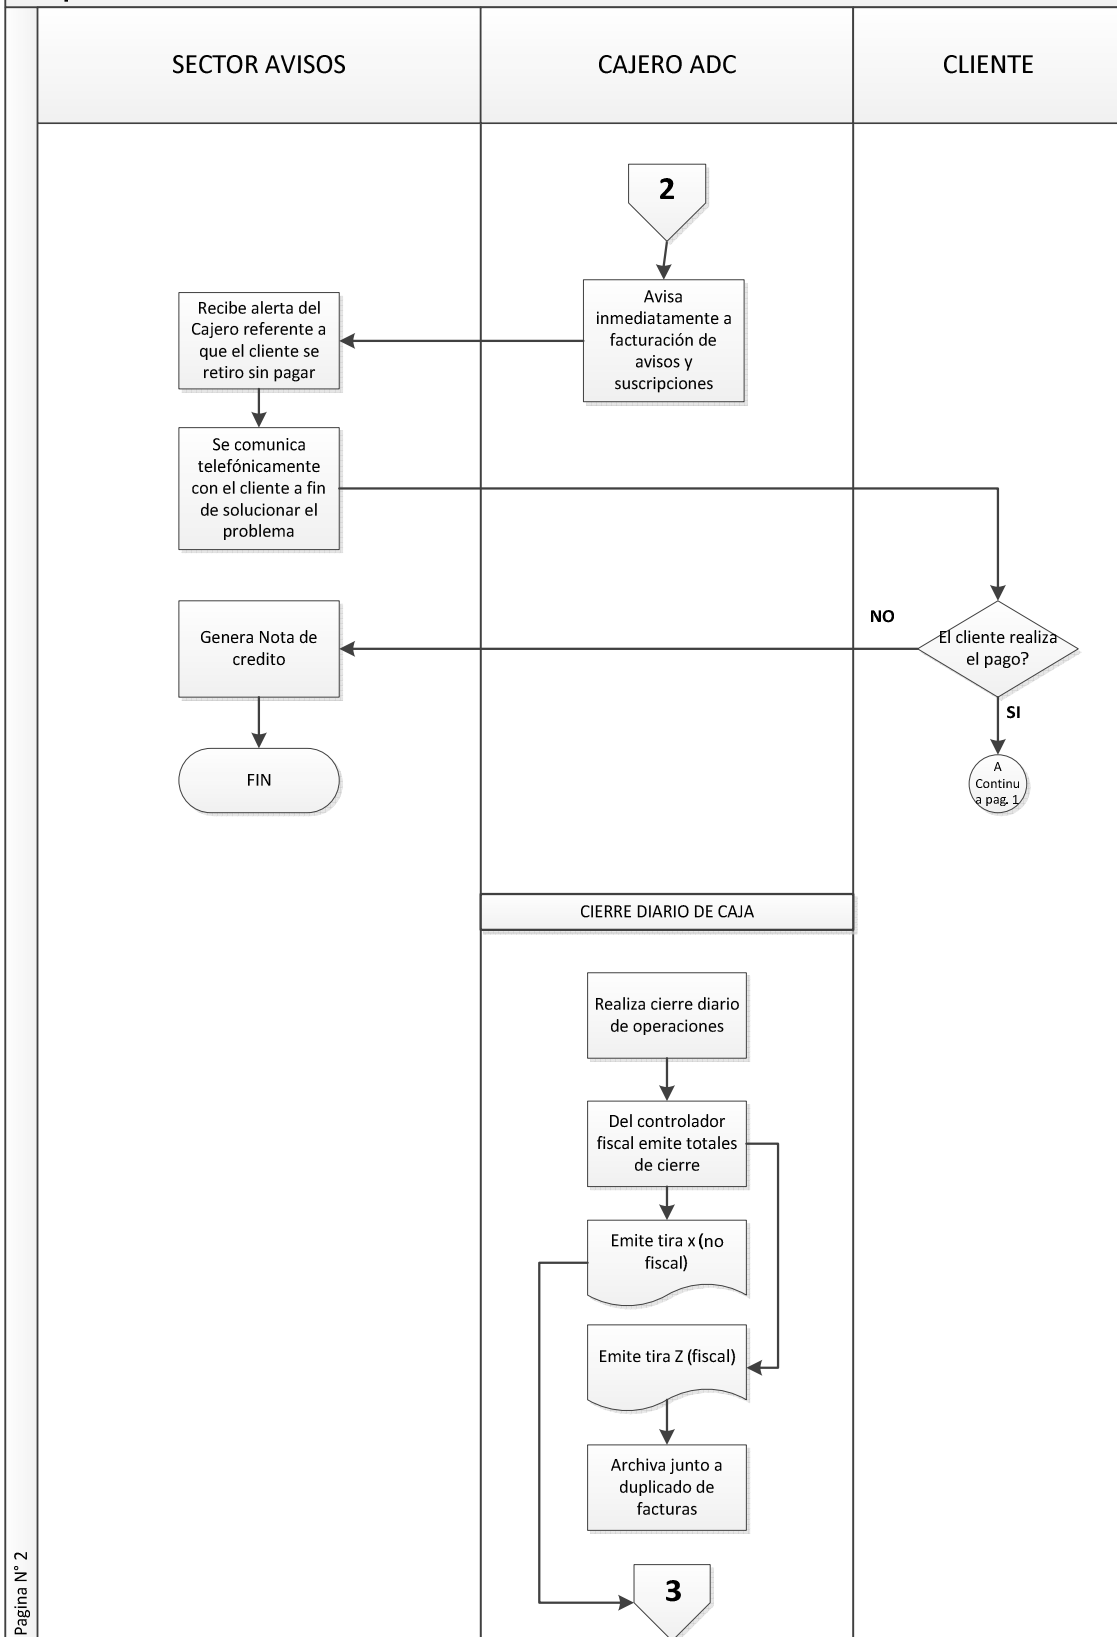 SECTOR AVISOS
CAJERO ADC
CLIENTE
2
Avisa
inmediatamente a
facturación de
avisos y
suscripciones
Recibe alerta del
Cajero referente a
que el cliente se
retiro sin pagar
Se comunica
telefónicamente
con el cliente a fin
de solucionar el
problema
NO
El cliente realiza
el pago?
Genera Nota de
credito
SI
FIN
A
Continu
a pag. 1
CIERRE DIARIO DE CAJA
Realiza cierre diario
de operaciones
Del controlador
fiscal emite totales
de cierre
Emite tira x (no
fiscal)
Emite tira Z (fiscal)
Archiva junto a
duplicado de
facturas
3
Pagina N° 2